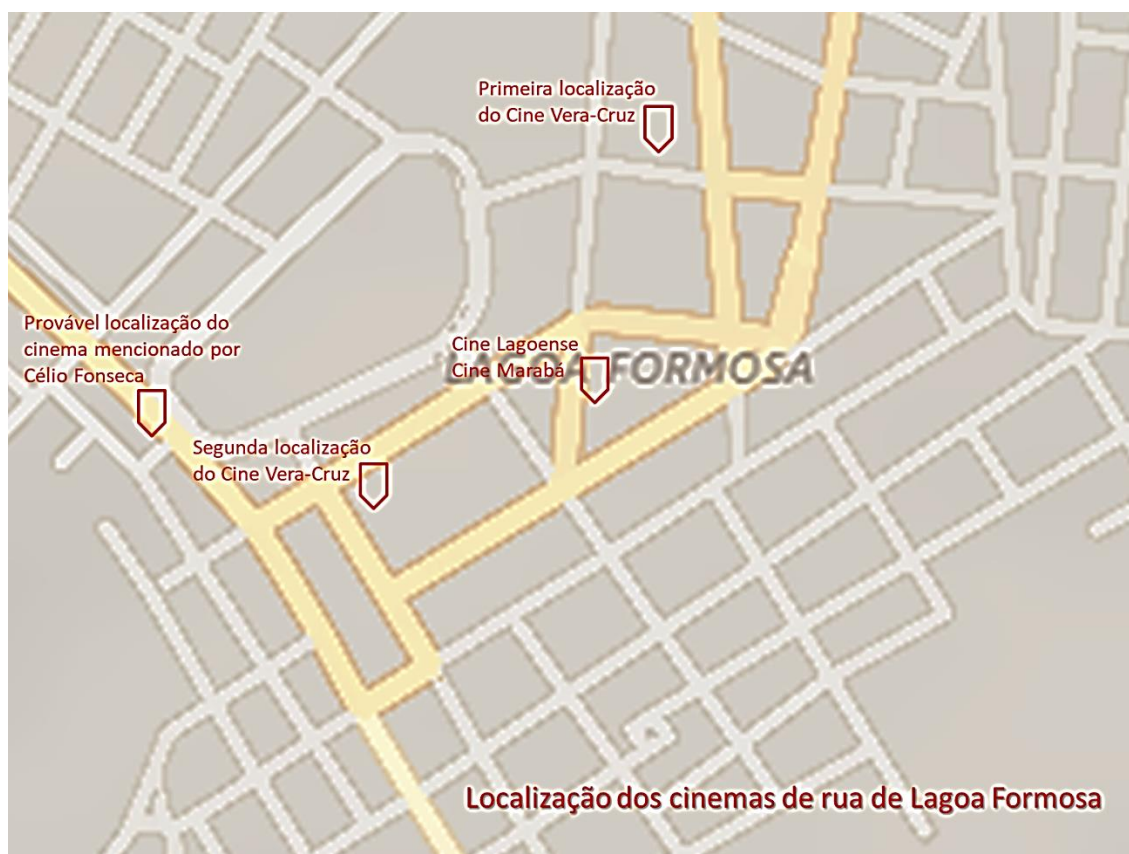 Primeira localização
do Cine Vera-Cruz
Provável localização do
cinema mencionado por
Célio Fonseca
Cine Lagoense
Cine Marabá
LAGOA FORMOSA
Segunda localização
do Cine Vera-Cruz
Localização dos cinemas de rua de Lagoa Formosa